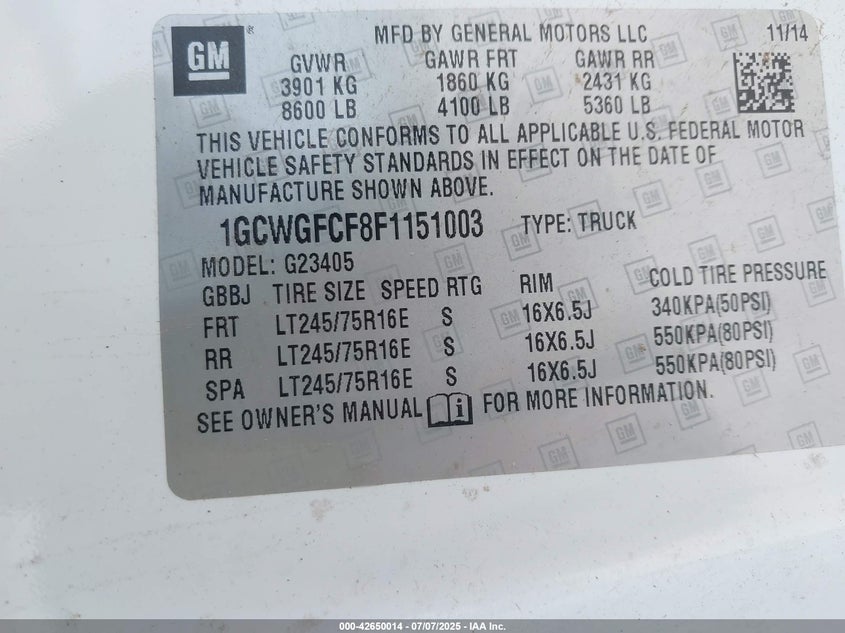 GM
MFD BY GENERAL MOTORS LLC 11/14
GVWR GAWR FRT GAWR RR
3901 KG 1860 KG 2431 KG
8600 LB 4100 LB 5360 LB
THIS VEHICLE CONFORMS TO ALL APPLICABLE U.S. FEDERAL MOTOR
VEHICLE SAFETY STANDARDS IN EFFECT ON THE DATE OF
MANUFACTURE SHOWN ABOVE.
1GCWGFCF8F1151003 TYPE: TRUCK
MODEL: G23405
GBBJ TIRE SIZE SPEED RTG RIM COLD TIRE PRESSURE
FRT LT245/75R16E S 16X6.5J 340KPA(50PSI)
RR LT245/75R16E S 16X6.5J 550KPA(80PSI)
SPA LT245/75R16E S 16X6.5J 550KPA(80PSI)
SEE OWNER'S MANUAL i FOR MORE INFORMATION.
000-42650014 - 07/07/2025 - IAA Inc.